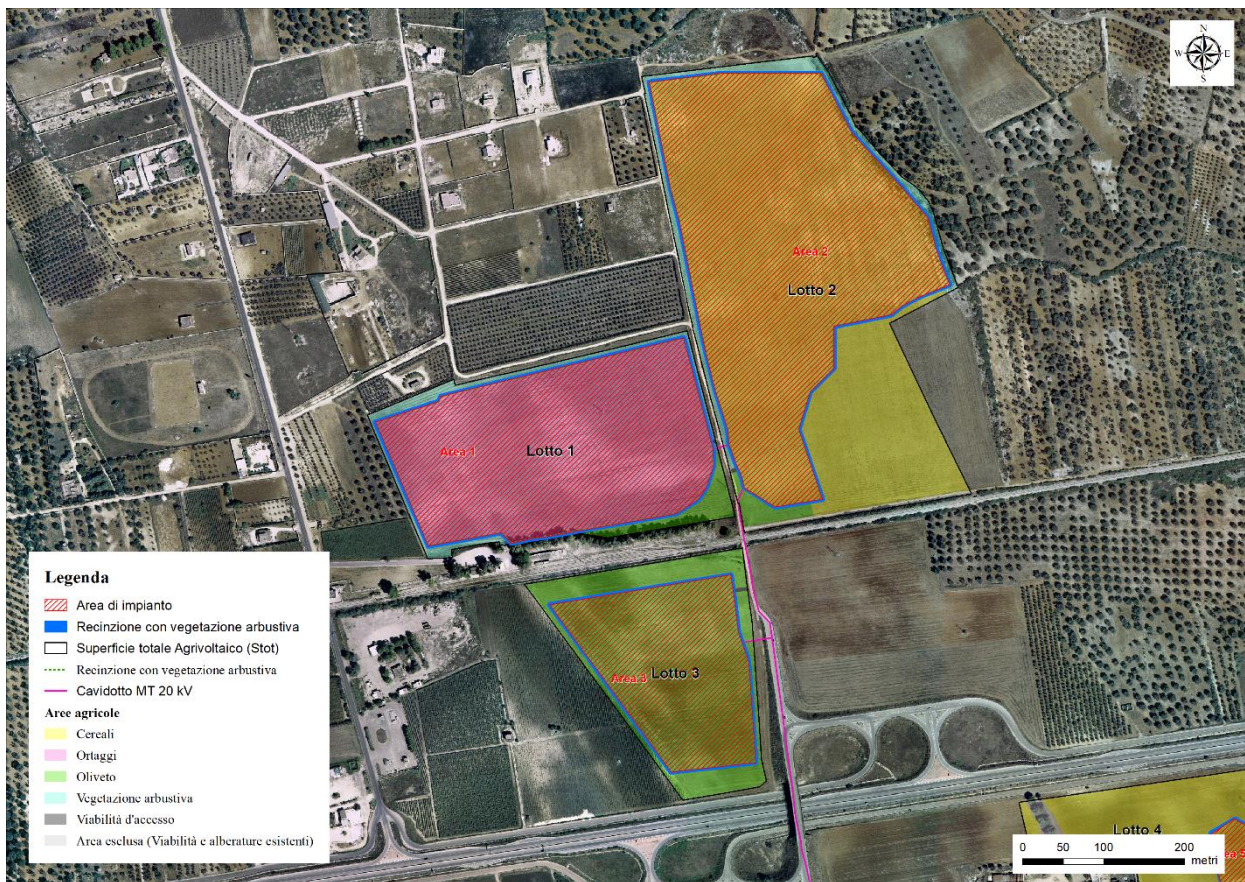 N
W E
S
Area 2
Lotto 2
Area 1
Lotto 1
Area 3
Lotto 3
Lotto 4
Legenda
Area di impianto
Recinzione con vegetazione arbustiva
Superficie totale Agrivoltaico (Stot)
Recinzione con vegetazione arbustiva
Cavidotto MT 20 kV
Aree agricole
Cereali
Ortaggi
Oliveto
Vegetazione arbustiva
Viabilità d'accesso
Area esclusa (Viabilità e alberature esistenti)
0 50 100 200
metri